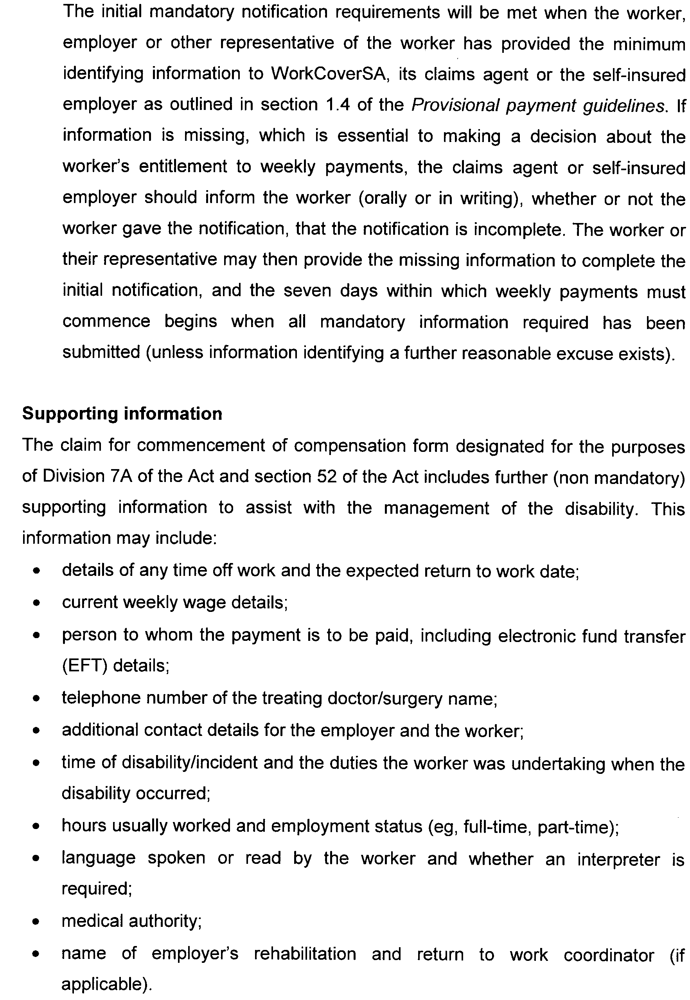 The initial mandatory notification requirements will be met when the worker,
employer or other representative of the worker has provided the minimum
identifying information to WorkCoverSA, its claims agent or the self-insured
employer as outlined in section 1.4 of the Provisional payment guidelines. If
information is missing, which is essential to making a decision about the
worker's entitlement to weekly payments, the claims agent or self-insured
employer should inform the worker (orally or in writing), whether or not the
worker gave the notification, that the notification is incomplete. The worker or
their representative may then provide the missing information to complete the
initial notification, and the seven days within which weekly payments must
commence begins when all mandatory information required has been
submitted (unless information identifying a further reasonable excuse exists).
Supporting information
The claim for commencement of compensation form designated for the purposes
of Division 7A of the Act and section 52 of the Act includes further (non mandatory)
supporting information to assist with the management of the disability. This
information may include:
• details of any time off work and the expected return to work date;
• current weekly wage details;
• person to whom the payment is to be paid, including electronic fund transfer
(EFT) details;
• telephone number of the treating doctor/surgery name;
• additional contact details for the employer and the worker;
• time of disability/incident and the duties the worker was undertaking when the
disability occurred;
• hours usually worked and employment status (eg, full-time, part-time);
• language spoken or read by the worker and whether an interpreter is
required;
• medical authority;
• name of employer's rehabilitation and return to work coordinator (if
applicable).